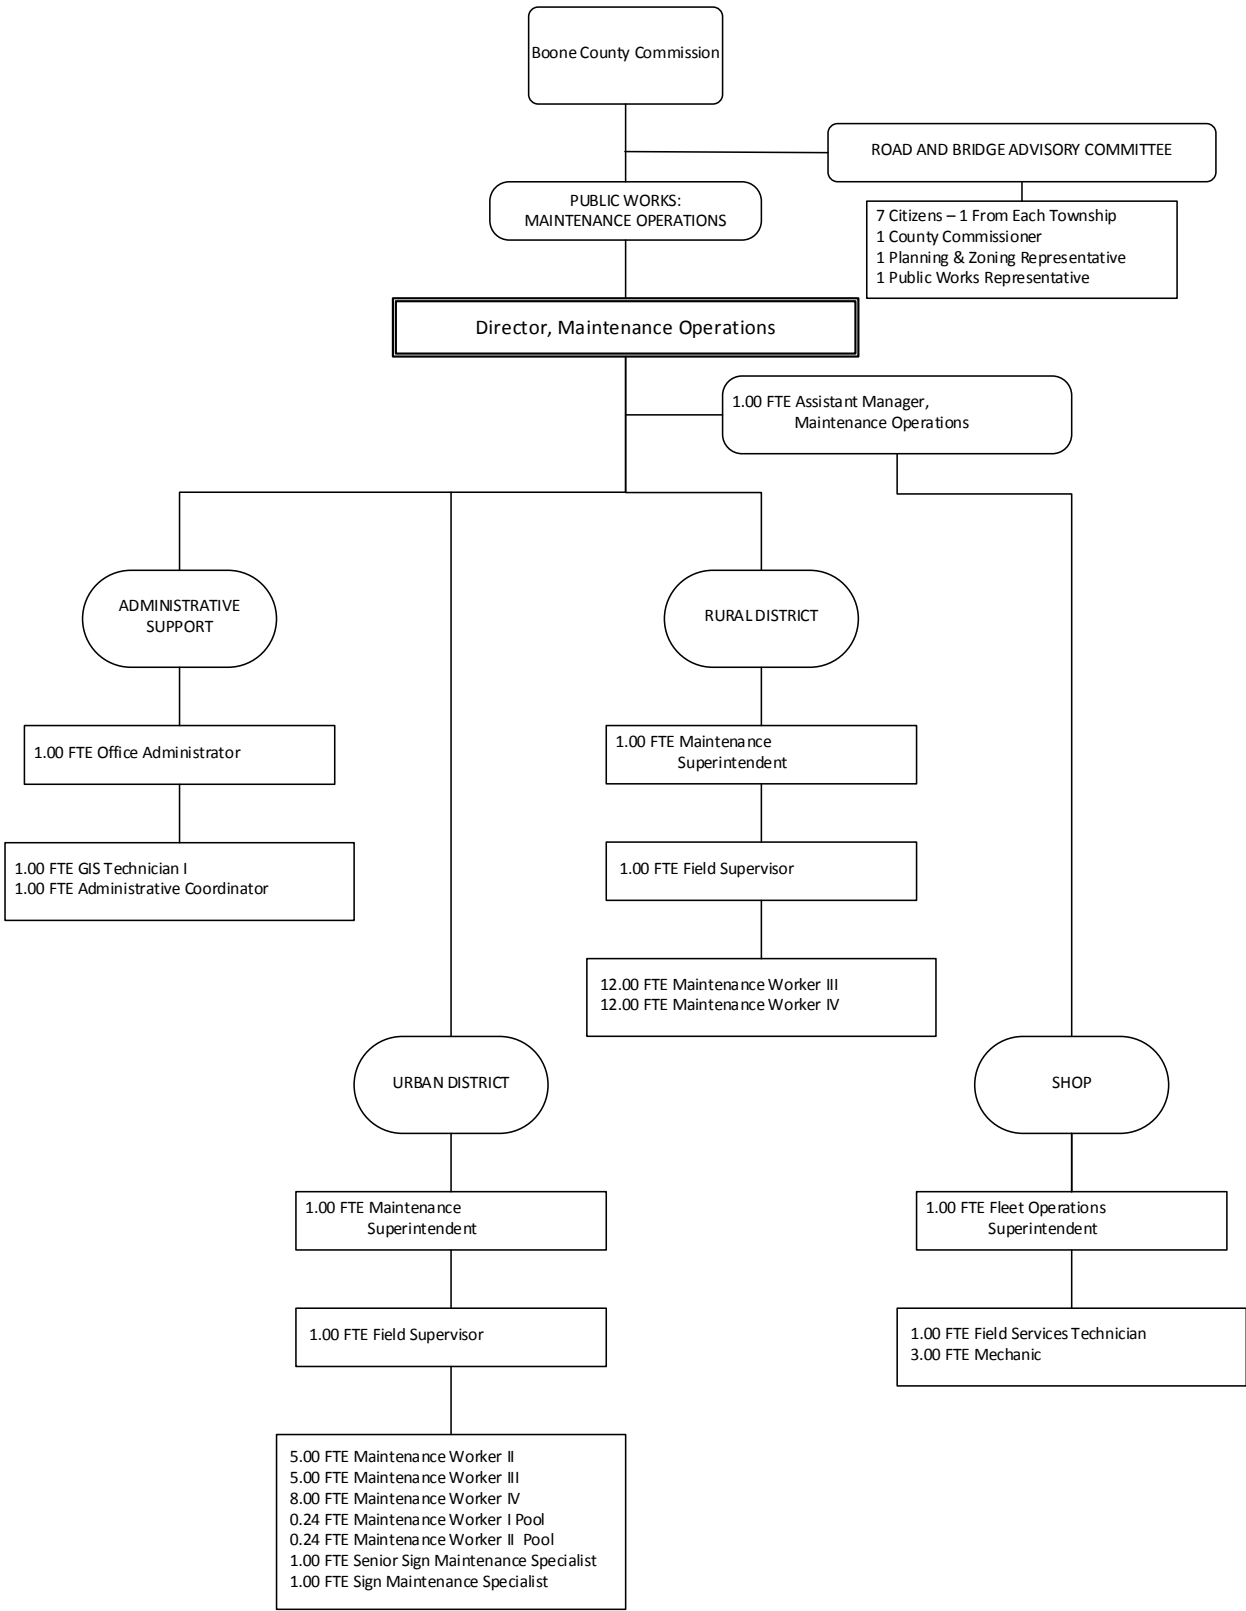 Boone County Commission
ROAD AND BRIDGE ADVISORY COMMITTEE
PUBLIC WORKS:
MAINTENANCE OPERATIONS
7 Citizens – 1 From Each Township
1 County Commissioner
1 Planning & Zoning Representative
1 Public Works Representative
Director, Maintenance Operations
1.00 FTE Assistant Manager,
Maintenance Operations
ADMINISTRATIVE
SUPPORT
1.00 FTE Office Administrator
1.00 FTE GIS Technician I
1.00 FTE Administrative Coordinator
RURAL DISTRICT
1.00 FTE Maintenance
Superintendent
1.00 FTE Field Supervisor
12.00 FTE Maintenance Worker III
12.00 FTE Maintenance Worker IV
URBAN DISTRICT
1.00 FTE Maintenance
Superintendent
1.00 FTE Field Supervisor
5.00 FTE Maintenance Worker II
5.00 FTE Maintenance Worker III
8.00 FTE Maintenance Worker IV
0.24 FTE Maintenance Worker I Pool
0.24 FTE Maintenance Worker II Pool
1.00 FTE Senior Sign Maintenance Specialist
1.00 FTE Sign Maintenance Specialist
SHOP
1.00 FTE Fleet Operations
Superintendent
1.00 FTE Field Services Technician
3.00 FTE Mechanic